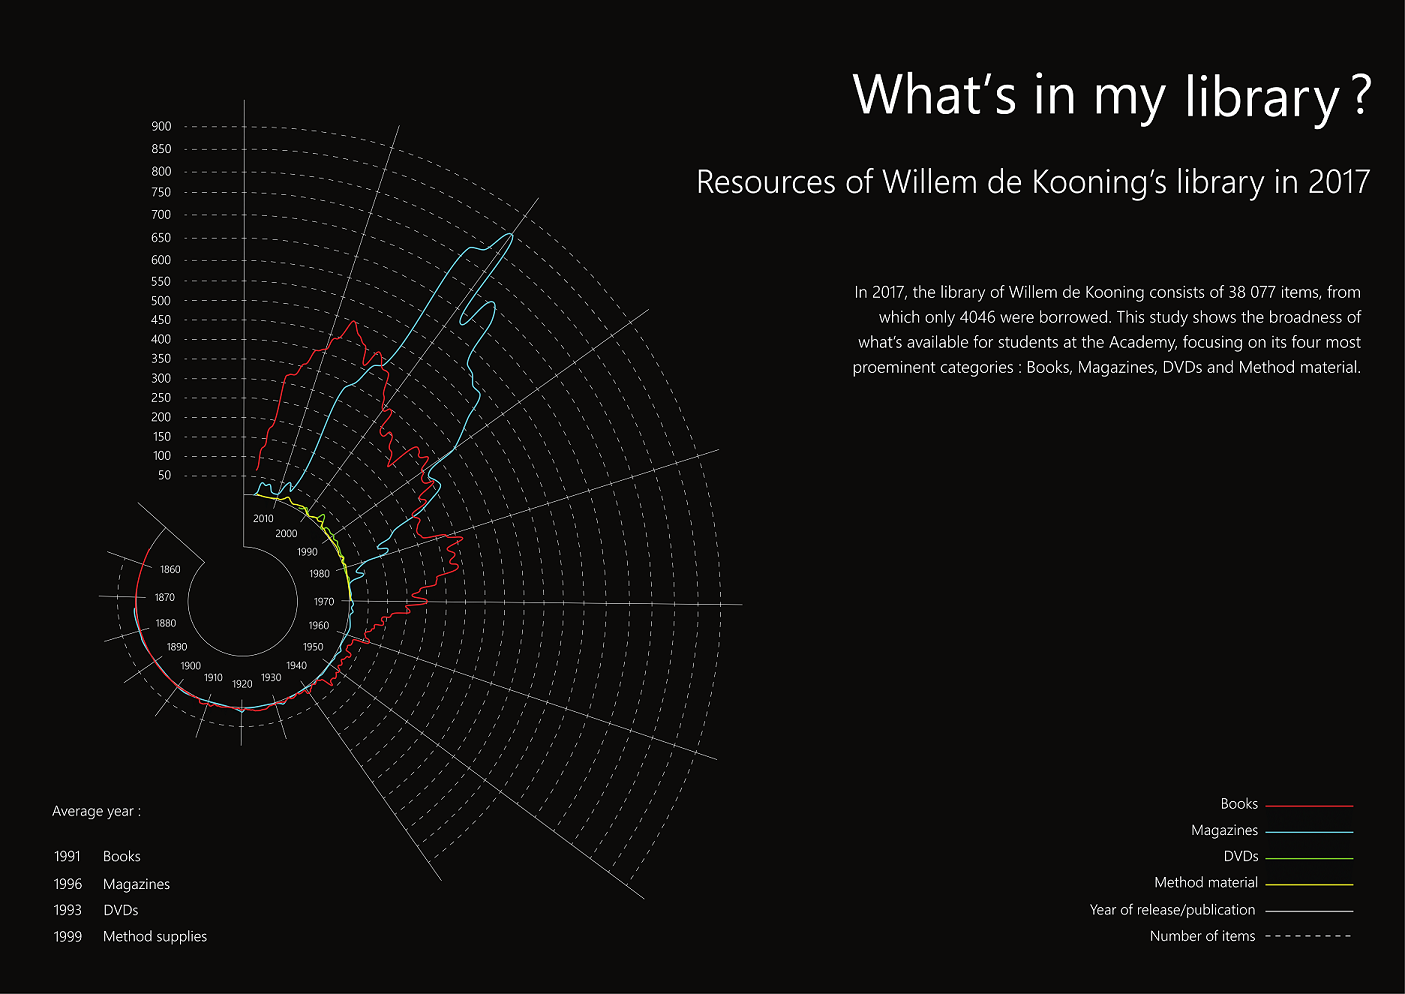 What's in my library ?
Resources of Willem de Kooning's library in 2017
In 2017, the library of Willem de Kooning consists of 38 077 items, from
which only 4046 were borrowed. This study shows the broadness of
what's available for students at the Academy, focusing on its four most
proeminent categories : Books, Magazines, DVDs and Method material.
900
850
800
750
700
650
600
550
500
450
400
350
300
250
200
150
100
50
2010
2000
1990
1980
1970
1960
1950
1940
1930
1920
1910
1900
1890
1880
1870
1860
Average year :
1991 Books
1996 Magazines
1993 DVDs
1999 Method supplies
Books
Magazines
DVDs
Method material
Year of release/publication
Number of items